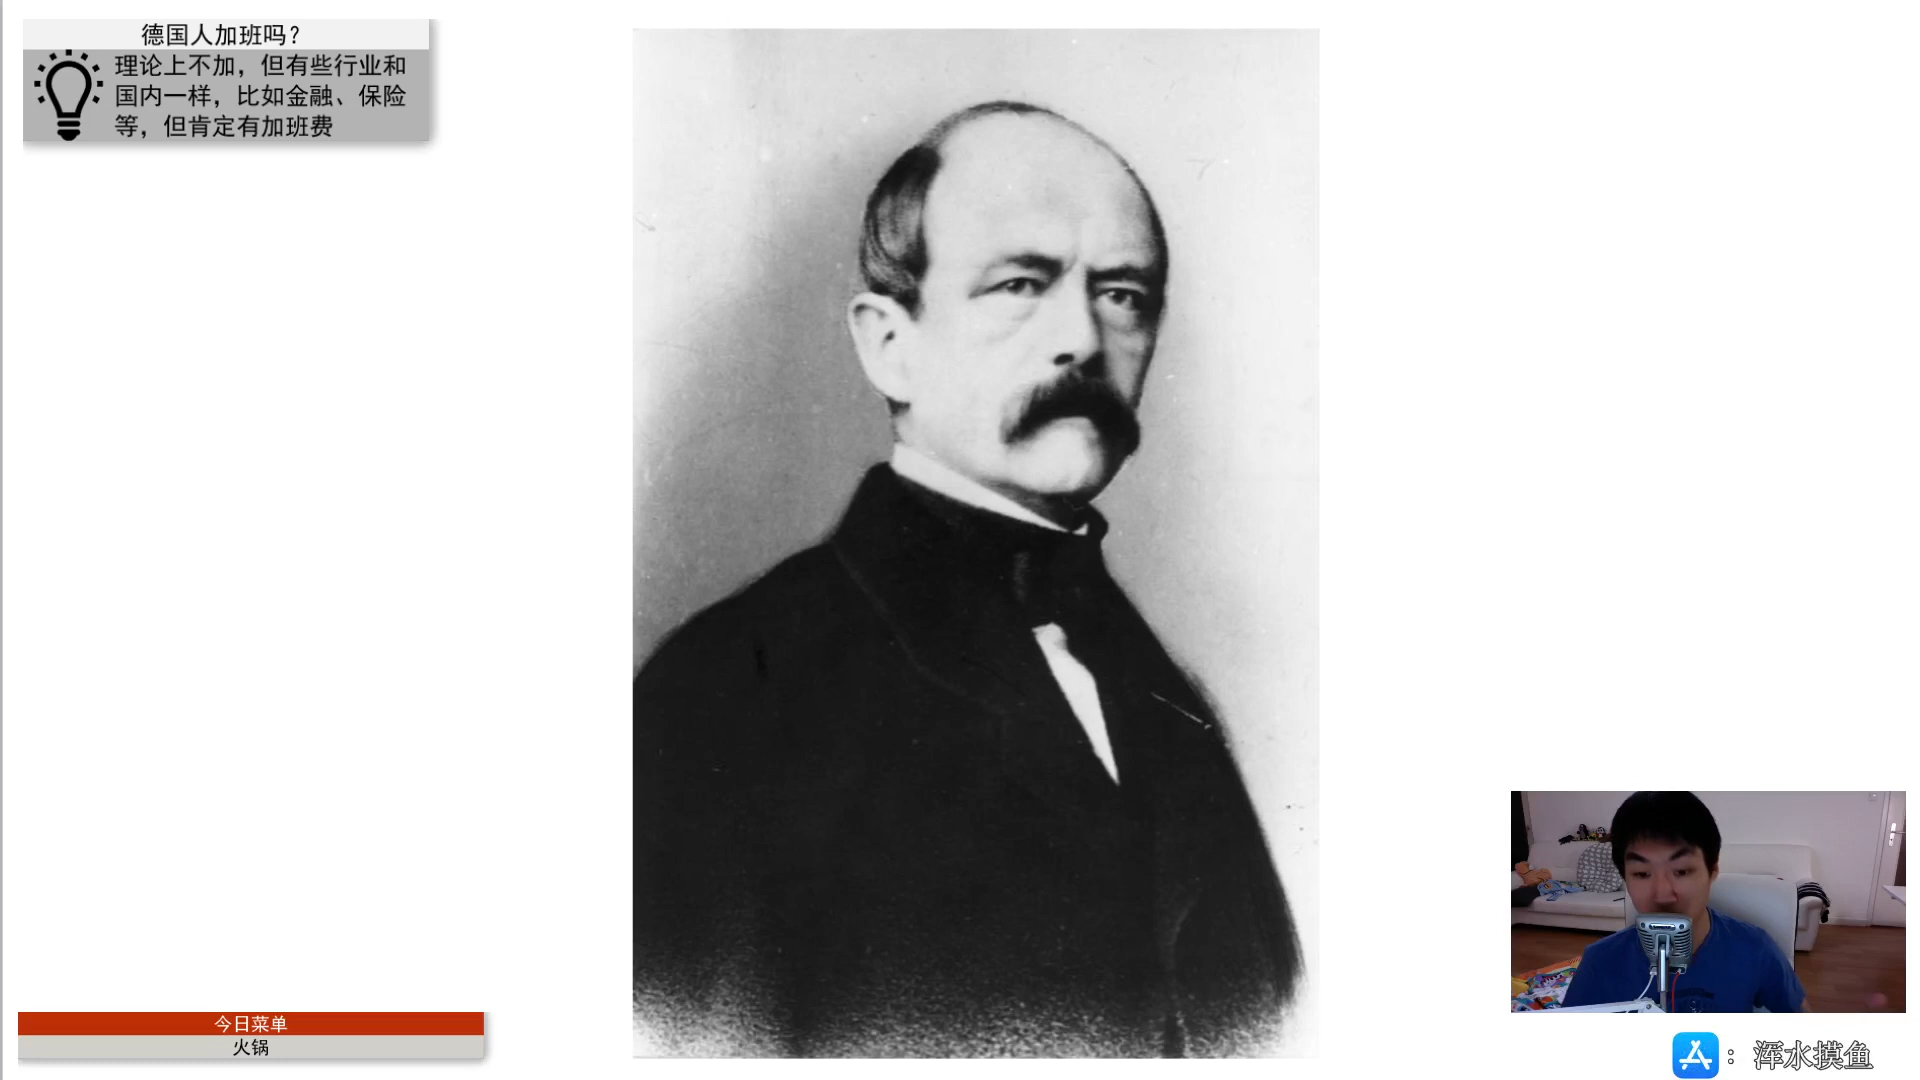 德国人加班吗？
理论上不加，但有些行业和
国内一样，比如金融、保险
等，但肯定有加班费
今日菜单
火锅
：浑水摸鱼